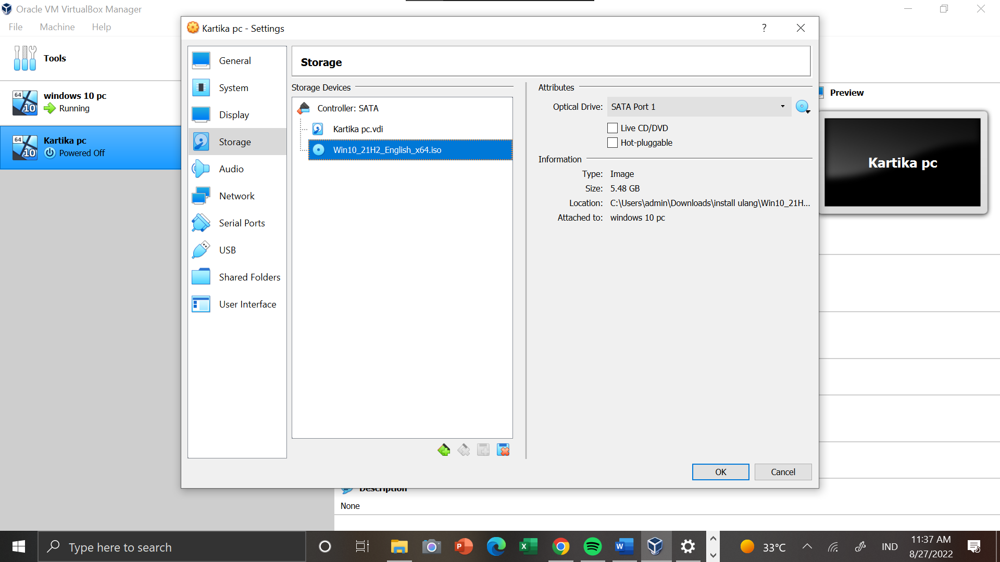 Oracle VM VirtualBox Manager
File Machine Help
Tools
64
10
windows 10 pc
Running
64
10
Kartika pc
Powered Off
Kartika pc - Settings
?
General
System
Display
Storage
Audio
Network
Serial Ports
USB
Shared Folders
User Interface
Storage
Storage Devices
Controller: SATA
Kartika pc.vdi
Win10_21H2_English_x64.iso
Attributes
Optical Drive: SATA Port 1
Live CD/DVD
Hot-pluggable
Information
Type: Image
Size: 5.48 GB
Location: C:\Users\admin\Downloads\install ulang\Win10_21H...
Attached to: windows 10 pc
OK Cancel
Preview
Kartika pc
Description
None
Type here to search
P
X
W
33°C
IND
11:37 AM
8/27/2022